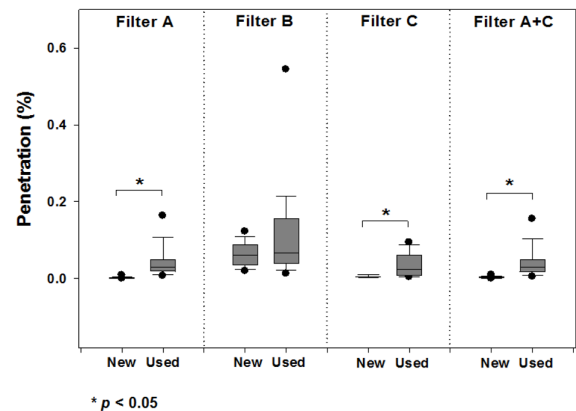 Filter A Filter B Filter C Filter A+C
Penetration (%)
0.6
0.4
0.2
0.0
* * *
New Used New Used New Used New Used
* p < 0.05